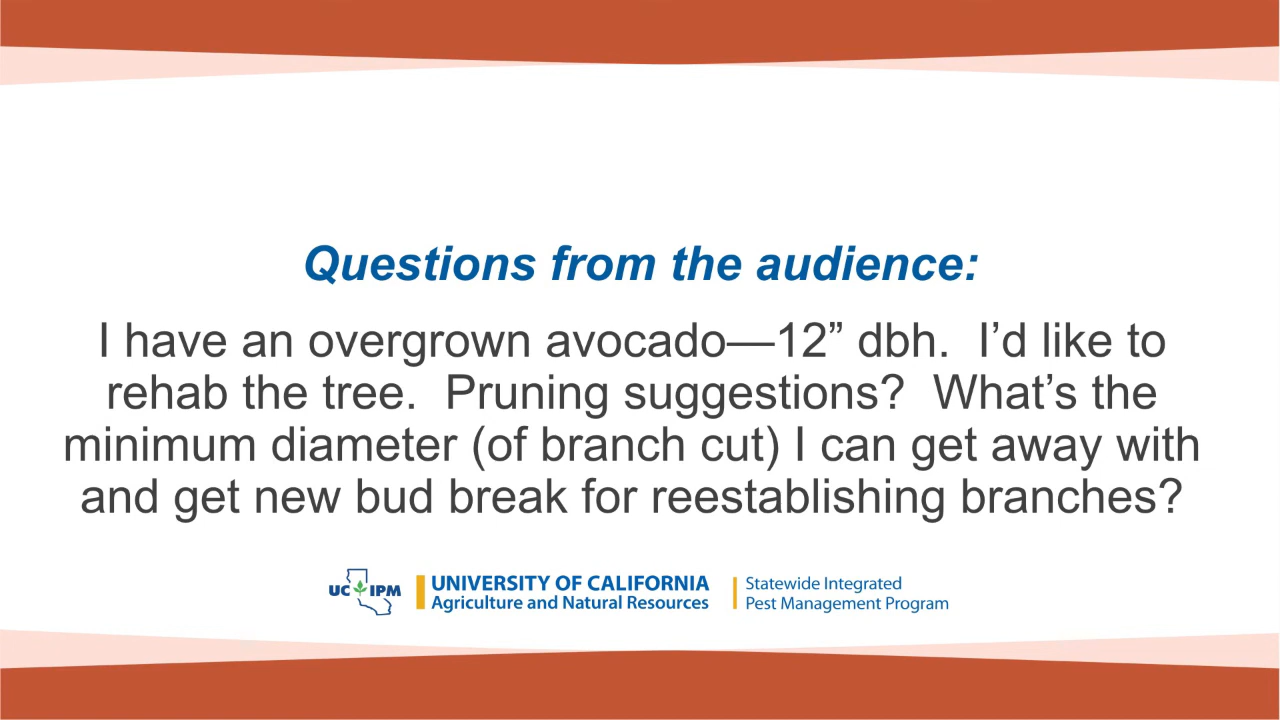 Questions from the audience:
I have an overgrown avocado—12” dbh.  I’d like to
rehab the tree.  Pruning suggestions?  What’s the
minimum diameter (of branch cut) I can get away with
and get new bud break for reestablishing branches?
UC IPM
UNIVERSITY OF CALIFORNIA
Agriculture and Natural Resources
Statewide Integrated
Pest Management Program